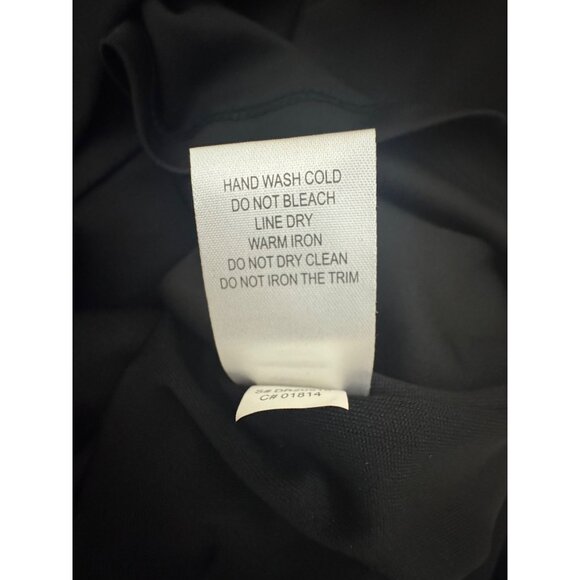 HAND WASH COLD
DO NOT BLEACH
LINE DRY
WARM IRON
DO NOT DRY CLEAN
DO NOT IRON THE TRIM
C# 01814